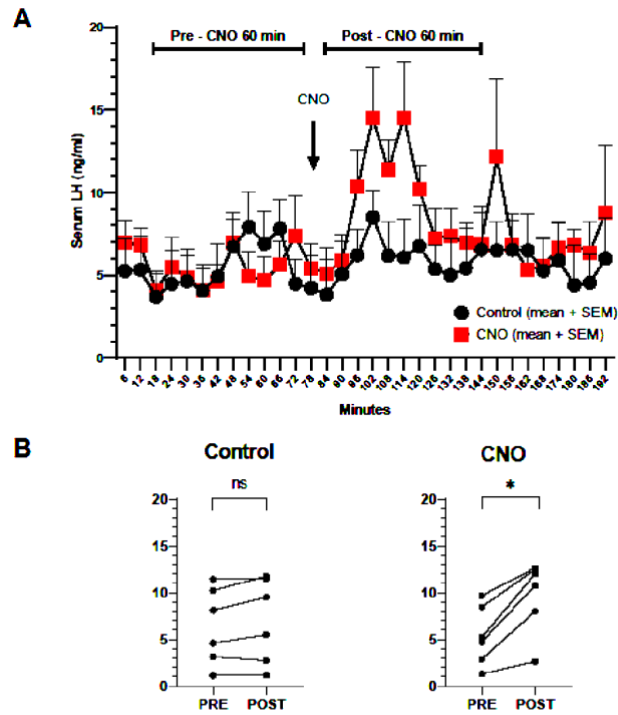 A
Pre - CNO 60 min Post - CNO 60 min
20
15
10
5
0
Serum LH (ng/ml)
CNO
Control (mean + SEM)
CNO (mean + SEM)
6 12 18 24 30 36 42 48 54 60 66 72 78 84 90 96 102 108 114 120 126 132 138 144 150 156 162 168 174 180 186 192
Minutes
B
Control
ns
20
15
10
5
0
PRE POST
CNO
*
20
15
10
5
0
PRE POST